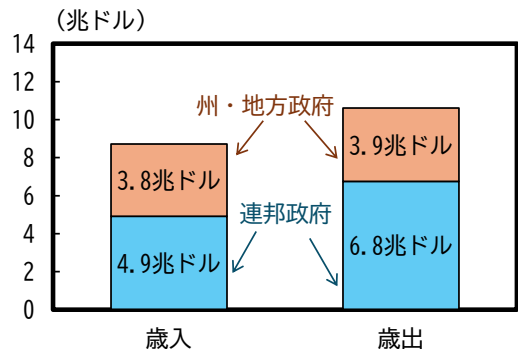 （兆ドル）
14
12
10
8
6
4
2
0
州・地方政府
3.8兆ドル
3.9兆ドル
連邦政府
4.9兆ドル
6.8兆ドル
歳入
歳出